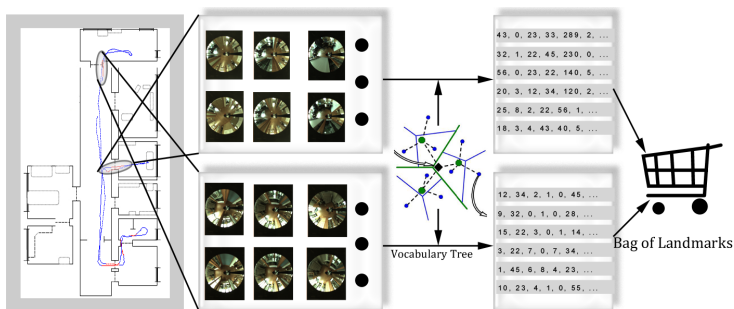 43, 0, 23, 33, 289, 2, ...
32, 1, 22, 45, 230, 0, ...
56, 0, 23, 22, 140, 5, ...
20, 3, 12, 34, 120, 2, ...
25, 8, 2, 22, 56, 1, ...
18, 3, 4, 43, 40, 5, ...
12, 34, 2, 1, 0, 45, ...
9, 32, 0, 1, 0, 28, ...
15, 22, 3, 0, 1, 14, ...
3, 22, 7, 0, 7, 34, ...
1, 45, 6, 8, 4, 23, ...
10, 23, 4, 1, 0, 55, ...
Vocabulary Tree
Bag of Landmarks